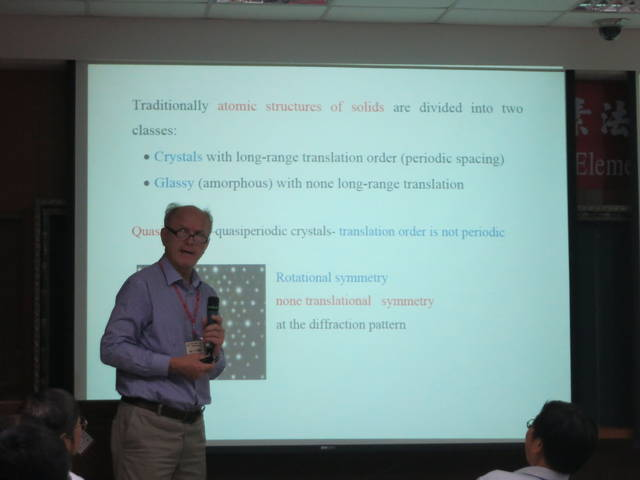 Traditionally atomic structures of solids are divided into two
classes:
• Crystals with long-range translation order (periodic spacing)
• Glassy (amorphous) with none long-range translation
Quas -quasiperiodic crystals- translation order is not periodic
Rotational symmetry
none translational symmetry
at the diffraction pattern
素法
Eleme